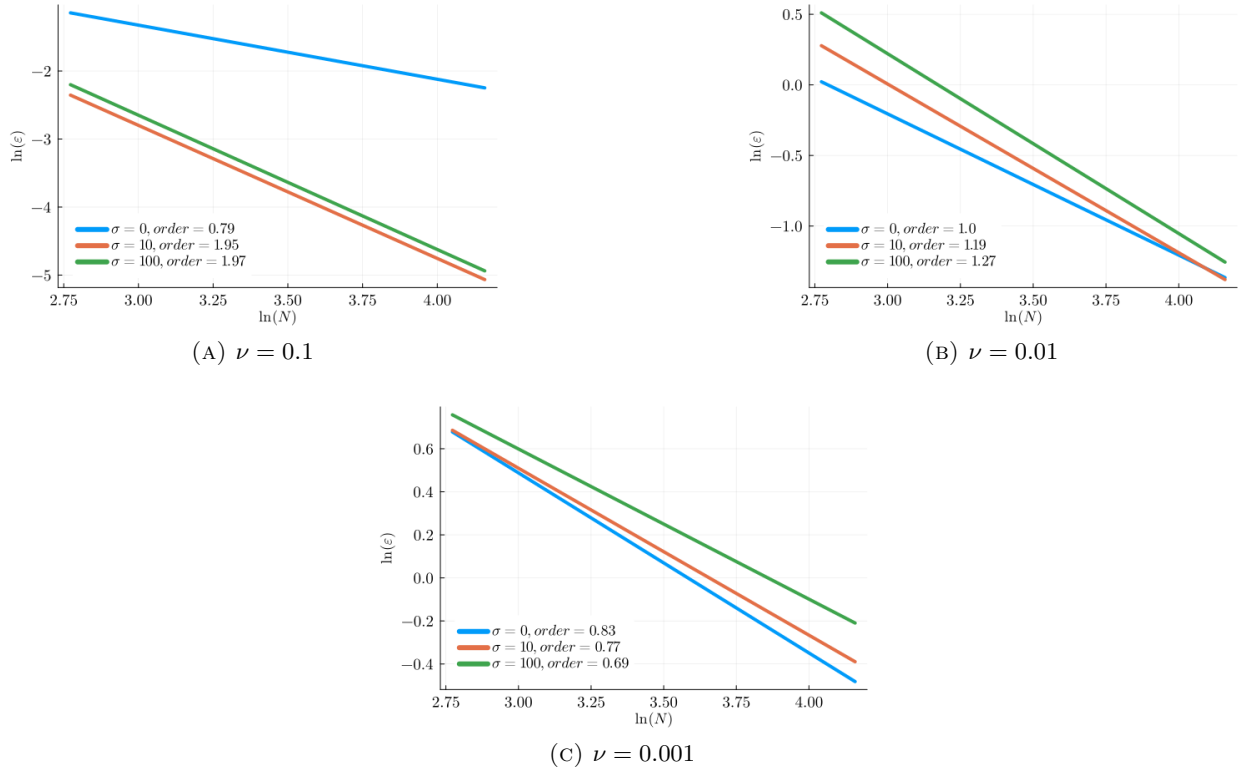 −2
−3
−4
−5
ln(ε)
σ = 0, order = 0.79
σ = 10, order = 1.95
σ = 100, order = 1.97
2.75 3.00 3.25 3.50 3.75 4.00
ln(N)
(A) ν = 0.1
0.5
0.0
−0.5
−1.0
ln(ε)
σ = 0, order = 1.0
σ = 10, order = 1.19
σ = 100, order = 1.27
2.75 3.00 3.25 3.50 3.75 4.00
ln(N)
(B) ν = 0.01
0.6
0.4
0.2
0.0
−0.2
−0.4
ln(ε)
σ = 0, order = 0.83
σ = 10, order = 0.77
σ = 100, order = 0.69
2.75 3.00 3.25 3.50 3.75 4.00
ln(N)
(C) ν = 0.001